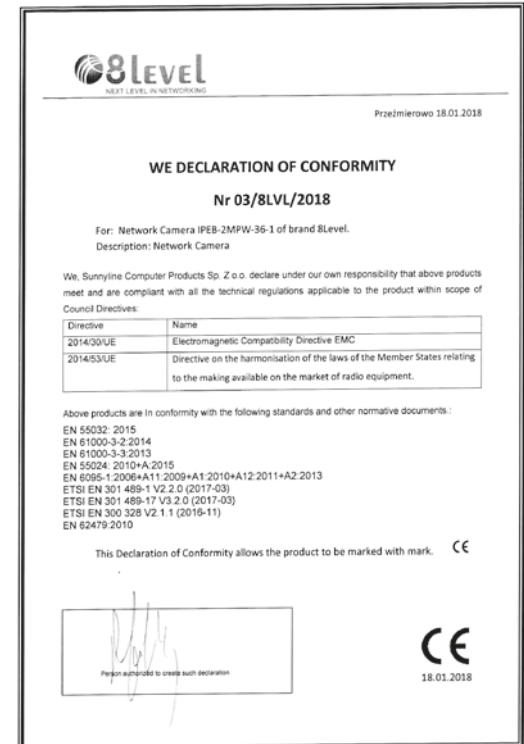 8level
NEXT LEVEL IN NETWORKING
Przeźmierowo 18.01.2018
WE DECLARATION OF CONFORMITY
Nr 03/8LVL/2018
For: Network Camera IPEB-2MPW-36-1 of brand 8Level.
Description: Network Camera
We, Sunnyline Computer Products Sp. Z o.o. declare under our own responsibility that above products
meet and are compliant with all the technical regulations applicable to the product within scope of
Council Directives:
Directive Name
2014/30/UE Electromagnetic Compatibility Directive EMC
2014/53/UE Directive on the harmonisation of the laws of the Member States relating
to the making available on the market of radio equipment.
Above products are In conformity with the following standards and other normative documents.:
EN 55032: 2015
EN 61000-3-2:2014
EN 61000-3-3:2013
EN 55024: 2010+A:2015
EN 6095-1:2006+A11:2009+A1:2010+A12:2011+A2:2013
ETSI EN 301 489-1 V2.2.0 (2017-03)
ETSI EN 301 489-17 V3.2.0 (2017-03)
ETSI EN 300 328 V2.1.1 (2016-11)
EN 62479:2010
This Declaration of Conformity allows the product to be marked with mark. CE
Person authorized to create such declaration
CE
18.01.2018